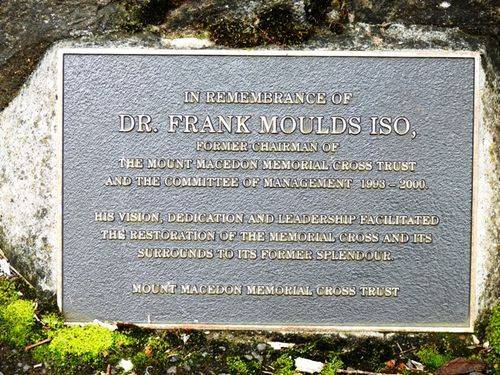 IN REMEMBRANCE OF
DR. FRANK MOULDS ISO,
FORMER CHAIRMAN OF
THE MOUNT MACEDON MEMORIAL CROSS TRUST
AND THE COMMITTEE OF MANAGEMENT 1993 - 2000.
HIS VISION, DEDICATION AND LEADERSHIP FACILITATED
THE RESTORATION OF THE MEMORIAL CROSS AND ITS
SURROUNDS TO ITS FORMER SPLENDOUR.
MOUNT MACEDON MEMORIAL CROSS TRUST